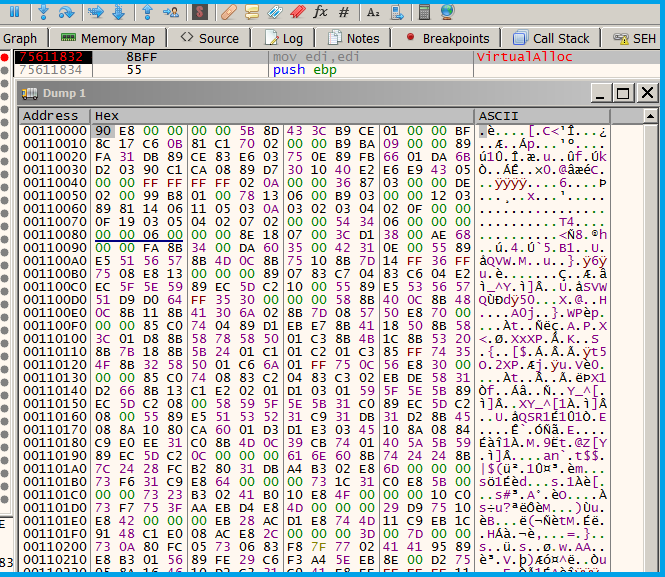 Graph Memory Map Source Log Notes Breakpoints Call Stack SEH
75611832 8BFF mov edi,edi VirtualAlloc
75611834 55 push ebp
Dump 1
Address Hex ASCII
00110000 90 E8 00 00 00 00 5B 8D 43 3C B9 CE 01 00 00 BF .è....[.C<¹Î...¿
00110010 8C 17 C6 0B 81 C1 70 02 00 00 B9 BA 09 00 00 89
00110020 FA 31 DB 89 CE 83 E6 03 75 0E 89 FB 66 01 DA 6B ú1Û.Î.æ.u..ûf.Úk
00110030 D2 03 90 C1 CA 08 89 D7 30 10 40 E2 E6 E9 43 05
00110040 00 00 FF FF FF FF 02 0A 00 00 36 87 03 00 00 DE ..ÿÿÿÿ....6....Þ
00110050 02 00 99 B8 01 00 78 13 06 00 B9 03 00 00 12 03
00110060 89 81 14 06 11 05 03 0A 03 02 03 04 02 0F 00 00
00110070 0F 19 03 05 04 02 07 02 00 00 54 34 06 00 00 00 ..........T4....
00110080 00 00 06 00 00 00 8E 18 07 00 3C D1 38 00 AE 68 ..........<Ñ8.®h
00110090 00 00 FA 8B 34 00 DA 60 35 00 42 31 0E 00 55 89 ..ú.4.Ú`5.B1..U.
001100A0 E5 51 56 57 8B 4D 0C 8B 75 10 8B 7D 14 FF 36 FF åQVW.M..u..}.ÿ6ÿ
001100B0 75 08 E8 13 00 00 00 89 07 83 C7 04 83 C6 04 E2 u.è.......Ç..Æ.â
001100C0 EC 5F 5E 59 89 EC 5D C2 10 00 55 89 E5 53 56 57 ì_^Y.ì]Â..U.åSVW
001100D0 51 D9 D0 64 FF 35 30 00 00 00 58 8B 40 0C 8B 48 QÙÐdÿ50...X.@..H
001100E0 0C 8B 11 8B 41 30 6A 02 8B 7D 08 57 50 E8 70 00 ....A0j..}.WPèp.
001100F0 00 00 85 C0 74 04 89 D1 EB E7 8B 41 18 50 8B 58 ...Àt..Ñëç.A.P.X
00110100 3C 01 D8 8B 58 78 58 50 01 C3 8B 4B 1C 8B 53 20 <.Ø.XxXP.Ã.K..S 
00110110 8B 7B 18 8B 5B 24 01 C1 01 C2 01 C3 85 FF 74 35 .{..[$.Á.Â.Ã.ÿt5
00110120 4F 8B 32 58 50 01 C6 6A 01 FF 75 0C 56 E8 30 00 O.2XP.Æj.ÿu.Vè0.
00110130 00 00 85 C0 74 08 83 C2 04 83 C3 02 EB DE 58 31 ...Àt..Â..Ã.ëÞX1
00110140 D2 66 8B 13 C1 E2 02 01 D1 03 01 59 5F 5E 5B 89 Òf..Áâ..Ñ..Y_^[.
00110150 EC 5D C2 08 00 58 59 5F 5E 5B 31 C0 89 EC 5D C2 ì]Â..XY_^[1À.ì]Â
00110160 08 00 55 89 E5 51 53 52 31 C9 31 DB 31 D2 8B 45 ..U.åQSR1É1Û1Ò.E
00110170 08 8A 10 80 CA 60 01 D3 D1 E3 03 45 10 8A 08 84
00110180 C9 E0 EE 31 C0 8B 4D 0C 39 CB 74 01 40 5A 5B 59 Éàî1À.M.9Ët.@Z[Y
00110190 89 EC 5D C2 0C 00 00 00 61 6E 60 8B 74 24 24 8B
001101A0 7C 24 28 FC B2 80 31 DB A4 B3 02 E8 6D 00 00 00 |$(ü².1Û¤³.èm...
001101B0 73 F6 31 C9 E8 64 00 00 00 73 1C 31 C0 E8 5B 00 sö1Éèd...s.1Àè[.
001101C0 00 00 73 23 B3 02 41 B0 10 E8 4F 00 00 00 10 C0 ..s#³.A°.èO....À
001101D0 73 F7 75 3F AA EB D4 E8 4D 00 00 00 29 D9 75 10 s÷u?ªëÔèM...)Ùu.
001101E0 E8 42 00 00 00 EB 28 AC D1 E8 74 4D 11 C9 EB 1C èB...ë(¬ÑètM.Éë.
001101F0 91 48 C1 E0 08 AC E8 2C 00 00 00 3D 00 7D 00 00 .HÁà.¬è,...=.}..
00110200 73 0A 80 FC 05 73 06 83 F8 7F 77 02 41 41 95 89 s..ü.s..ø.w.AA..
00110210 E8 B3 01 56 89 FE 29 C6 F3 A4 5E EB 8E 00 D2 75 è³.V.þ)Æó¤^ë..Òu